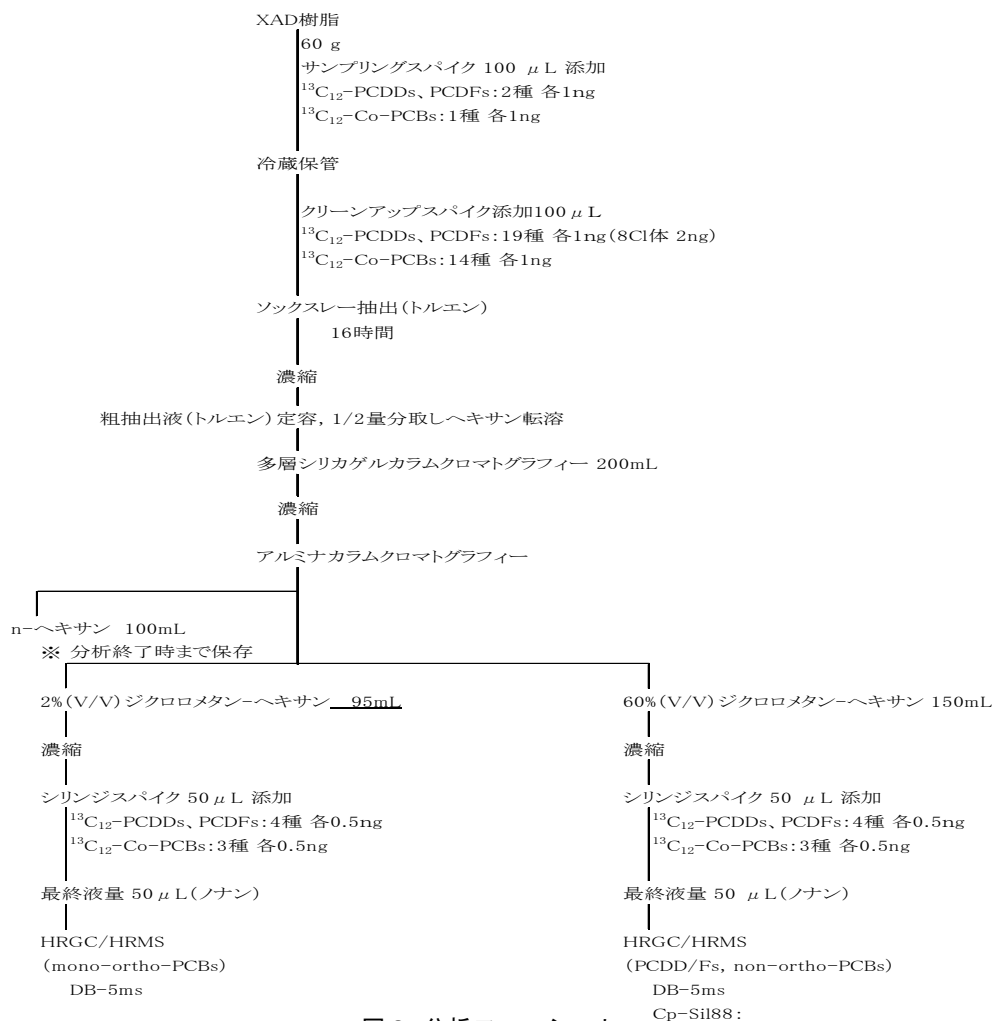 XAD樹脂
60 g
サンプリングスパイク 100 μL 添加
13C12-PCDDs、PCDFs:2種 各1ng
13C12-Co-PCBs:1種 各1ng
冷蔵保管
クリーンアップスパイク添加100μL
13C12-PCDDs、PCDFs:19種 各1ng(8Cl体 2ng)
13C12-Co-PCBs:14種 各1ng
ソックスレー抽出(トルエン)
16時間
濃縮
粗抽出液(トルエン)定容, 1/2量分取しヘキサン転溶
多層シリカゲルカラムクロマトグラフィー 200mL
濃縮
アルミナカラムクロマトグラフィー
n-ヘキサン 100mL
※ 分析終了時まで保存
2%(V/V)ジクロロメタン-ヘキサン 95mL
濃縮
シリンジスパイク 50μL 添加
13C12-PCDDs、PCDFs:4種 各0.5ng
13C12-Co-PCBs:3種 各0.5ng
最終液量 50μL(ノナン)
HRGC/HRMS
(mono-ortho-PCBs)
DB-5ms
60%(V/V)ジクロロメタン-ヘキサン 150mL
濃縮
シリンジスパイク 50 μL 添加
13C12-PCDDs、PCDFs:4種 各0.5ng
13C12-Co-PCBs:3種 各0.5ng
最終液量 50 μL(ノナン)
HRGC/HRMS
(PCDD/Fs, non-ortho-PCBs)
DB-5ms
Cp-Sil88: